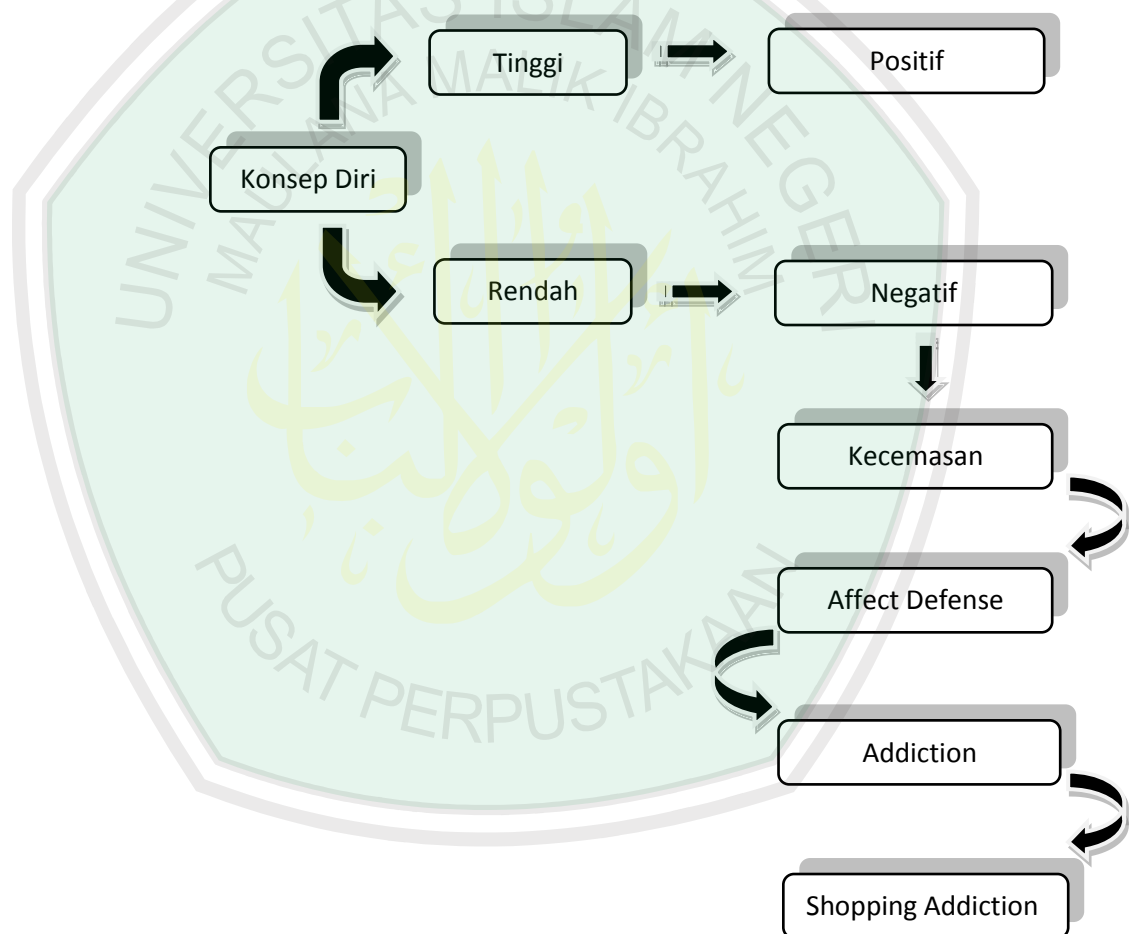 UNIVERSITAS ISLAM NEGERI
MAULANA MALIK IBRAHIM
Tinggi
Positif
Konsep Diri
Rendah
Negatif
Kecemasan
Affect Defense
Addiction
Shopping Addiction
PUSAT PERPUSTAKAAN